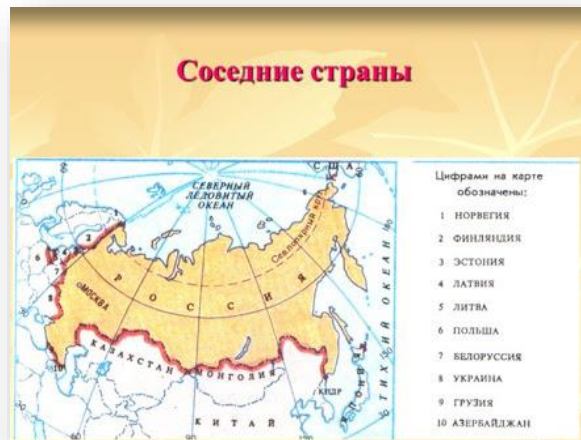 Соседние страны
США
СЕВЕРНЫЙ
ЛЕДОВИТЫЙ
ОКЕАН
Северный полярный круг
РОССИЯ
МОСКВА
КАЗАХСТАН
МОНГОЛИЯ
КИТАЙ
КНДР
ЯПОНИЯ
ТИХИЙ ОКЕАН
Цифрами на карте
обозначены:
1 НОРВЕГИЯ
2 ФИНЛЯНДИЯ
3 ЭСТОНИЯ
4 ЛАТВИЯ
5 ЛИТВА
6 ПОЛЬША
7 БЕЛОРУССИЯ
8 УКРАИНА
9 ГРУЗИЯ
10 АЗЕРБАЙДЖАН